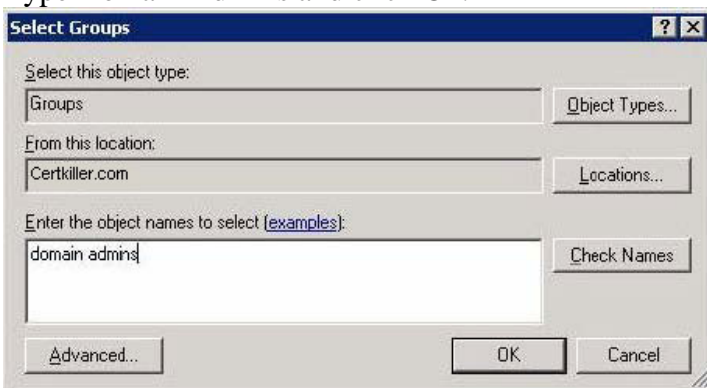 Select Groups
Select this object type:
Groups
Object Types...
From this location:
Certkiller.com
Locations...
Enter the object names to select (examples):
domain admins
Check Names
Advanced...
OK
Cancel